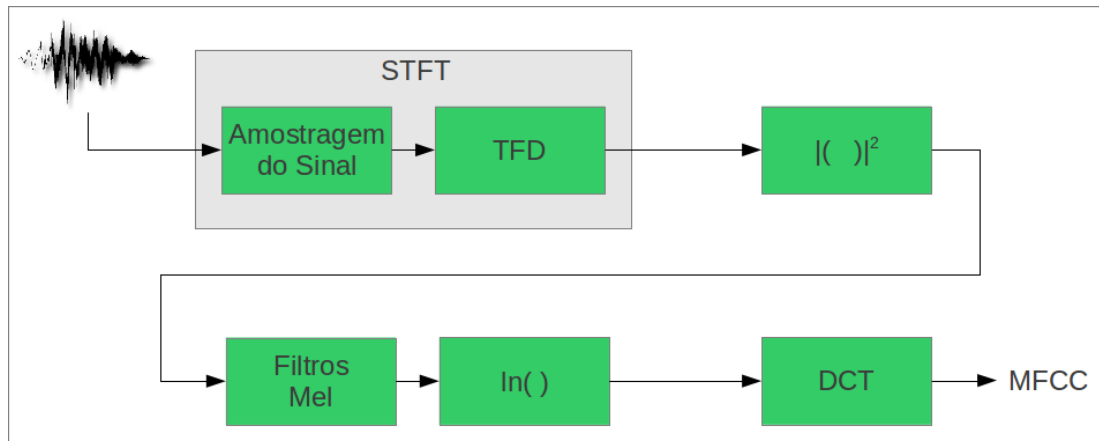 STFT
Amostragem
do Sinal
TFD
|( )|²
Filtros
Mel
ln( )
DCT
MFCC